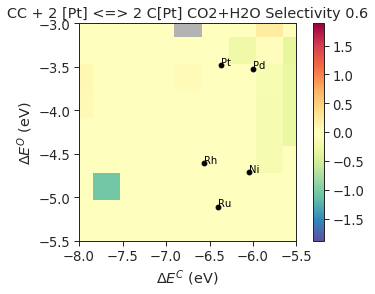 CC + 2 [Pt] <=> 2 C[Pt] CO2+H2O Selectivity 0.6
−3.0
−3.5
−4.0
−4.5
−5.0
−5.5
ΔE^O (eV)
Pt
Pd
Rh
Ni
Ru
−8.0 −7.5 −7.0 −6.5 −6.0 −5.5
ΔE^C (eV)
1.5
1.0
0.5
0.0
−0.5
−1.0
−1.5